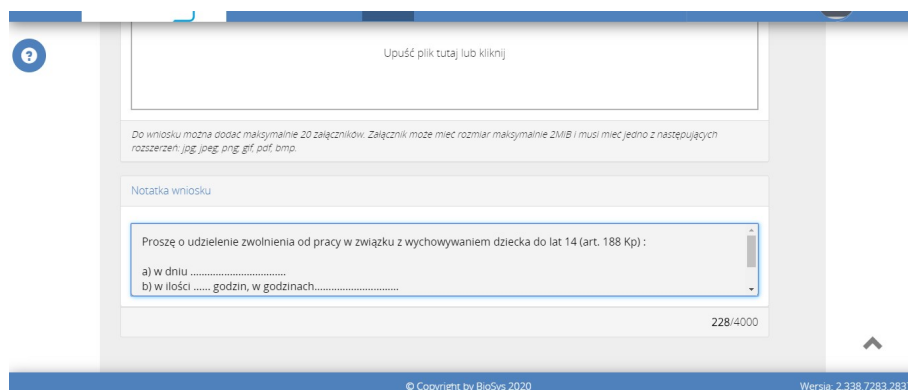 ?
Upuść plik tutaj lub kliknij
Do wniosku można dodać maksymalnie 20 załączników. Załącznik może mieć rozmiar maksymalnie 2MiB i musi mieć jedno z następujących
rozszerzeń: jpg, jpeg, png, gif, pdf, bmp.
Notatka wniosku
Proszę o udzielenie zwolnienia od pracy w związku z wychowywaniem dziecka do lat 14 (art. 188 Kp) :
a) w dniu ................................
b) w ilości ...... godzin, w godzinach............................
228/4000
© Copyright by BioSys 2020
Wersja: 2.338.7283.283